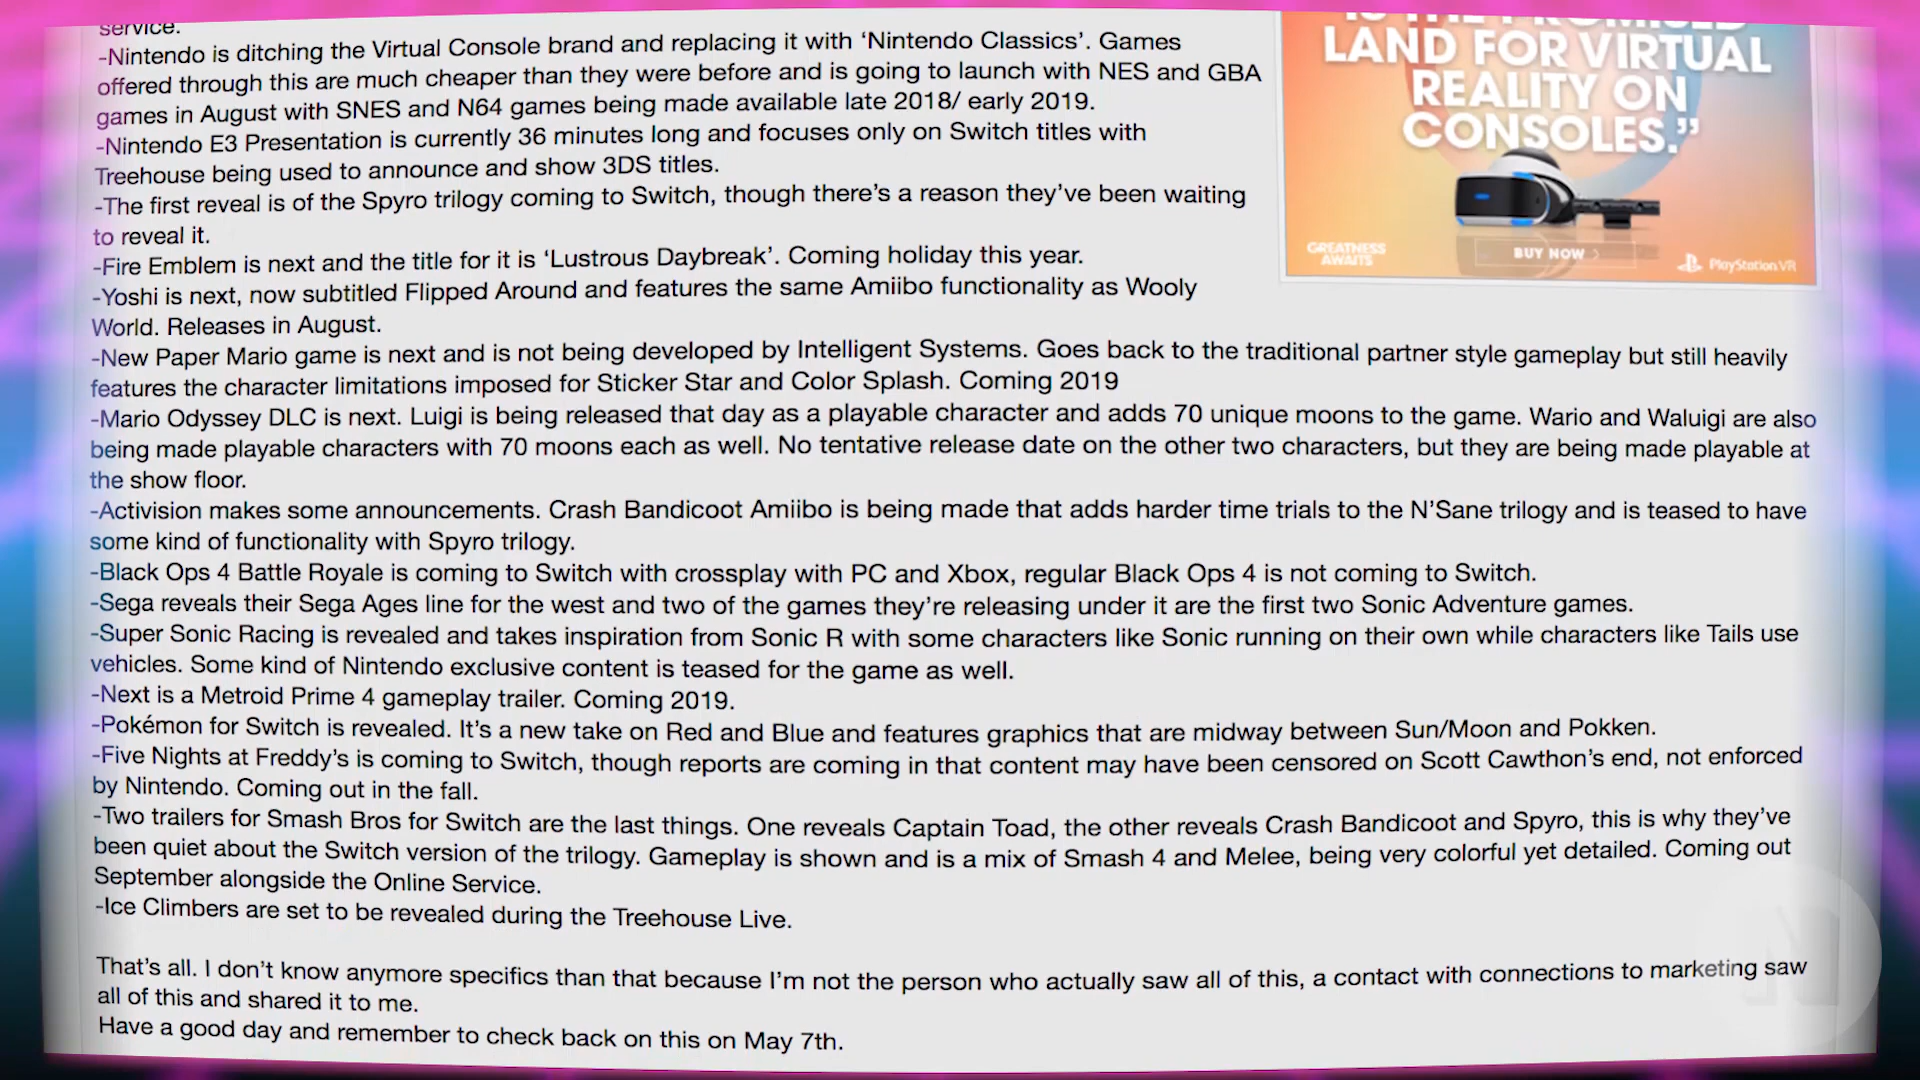 service.
-Nintendo is ditching the Virtual Console brand and replacing it with ‘Nintendo Classics’. Games
offered through this are much cheaper than they were before and is going to launch with NES and GBA
games in August with SNES and N64 games being made available late 2018/ early 2019.
-Nintendo E3 Presentation is currently 36 minutes long and focuses only on Switch titles with
Treehouse being used to announce and show 3DS titles.
-The first reveal is of the Spyro trilogy coming to Switch, though there’s a reason they’ve been waiting
to reveal it.
-Fire Emblem is next and the title for it is ‘Lustrous Daybreak’. Coming holiday this year.
-Yoshi is next, now subtitled Flipped Around and features the same Amiibo functionality as Wooly
World. Releases in August.
-New Paper Mario game is next and is not being developed by Intelligent Systems. Goes back to the traditional partner style gameplay but still heavily
features the character limitations imposed for Sticker Star and Color Splash. Coming 2019
-Mario Odyssey DLC is next. Luigi is being released that day as a playable character and adds 70 unique moons to the game. Wario and Waluigi are also
being made playable characters with 70 moons each as well. No tentative release date on the other two characters, but they are being made playable at
the show floor.
-Activision makes some announcements. Crash Bandicoot Amiibo is being made that adds harder time trials to the N’Sane trilogy and is teased to have
some kind of functionality with Spyro trilogy.
-Black Ops 4 Battle Royale is coming to Switch with crossplay with PC and Xbox, regular Black Ops 4 is not coming to Switch.
-Sega reveals their Sega Ages line for the west and two of the games they’re releasing under it are the first two Sonic Adventure games.
-Super Sonic Racing is revealed and takes inspiration from Sonic R with some characters like Sonic running on their own while characters like Tails use
vehicles. Some kind of Nintendo exclusive content is teased for the game as well.
-Next is a Metroid Prime 4 gameplay trailer. Coming 2019.
-Pokémon for Switch is revealed. It’s a new take on Red and Blue and features graphics that are midway between Sun/Moon and Pokken.
-Five Nights at Freddy’s is coming to Switch, though reports are coming in that content may have been censored on Scott Cawthon’s end, not enforced
by Nintendo. Coming out in the fall.
-Two trailers for Smash Bros for Switch are the last things. One reveals Captain Toad, the other reveals Crash Bandicoot and Spyro, this is why they’ve
been quiet about the Switch version of the trilogy. Gameplay is shown and is a mix of Smash 4 and Melee, being very colorful yet detailed. Coming out
September alongside the Online Service.
-Ice Climbers are set to be revealed during the Treehouse Live.
That’s all. I don’t know anymore specifics than that because I’m not the person who actually saw all of this, a contact with connections to marketing saw
all of this and shared it to me.
Have a good day and remember to check back on this on May 7th.
IS THE PROMISED
LAND FOR VIRTUAL
REALITY ON
CONSOLES.”
GREATNESS
AWAITS
BUY NOW
PlayStation VR
N